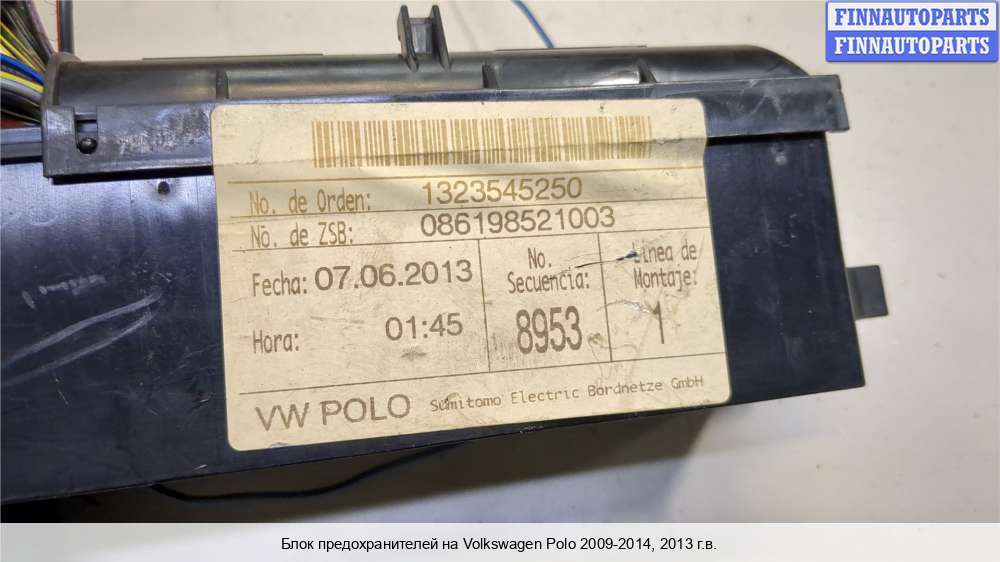 FINNAUTOPARTS
FINNAUTOPARTS
No. de Orden: 1323545250
No. de ZSB: 086198521003
Fecha: 07.06.2013
No. Secuencia:
8953
Línea de Montaje:
1
Hora: 01:45
VW POLO Sumitomo Electric Bordnetze GmbH
Блок предохранителей на Volkswagen Polo 2009-2014, 2013 г.в.